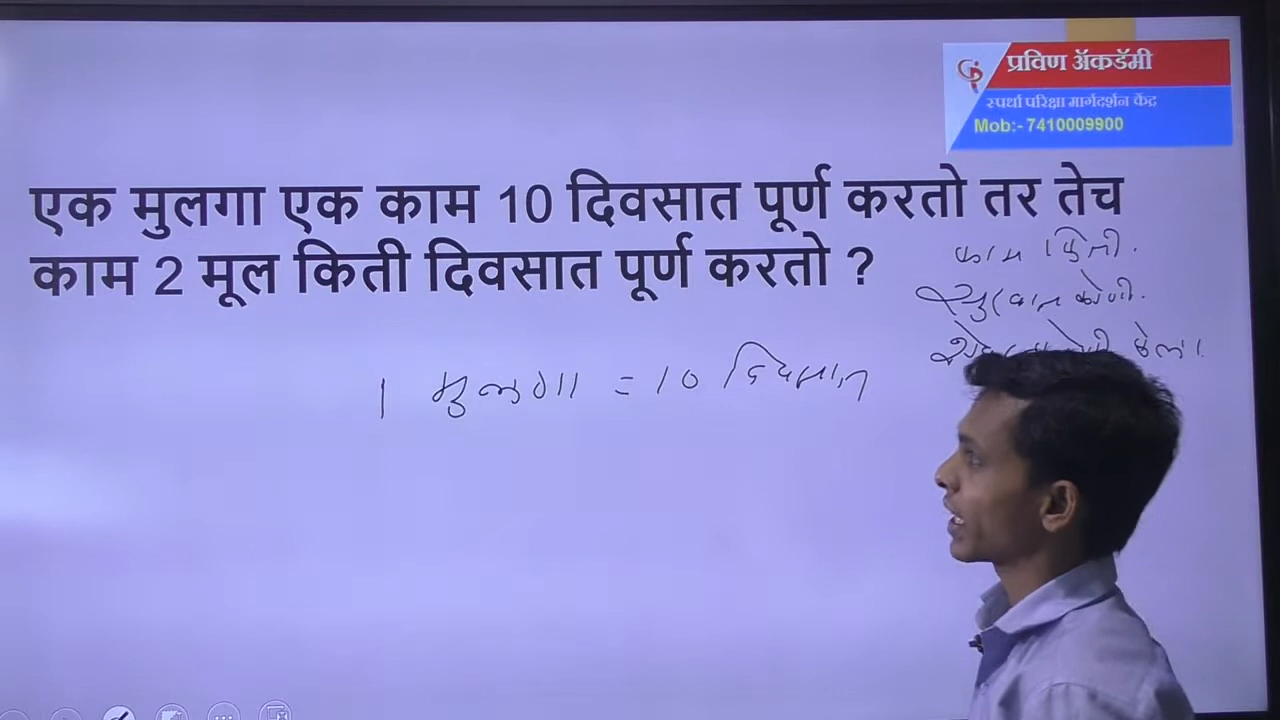 प्रविण ॲकडॅमी
स्पर्धा परिक्षा मार्गदर्शन केंद्र
Mob:- 7410009900
एक मुलगा एक काम 10 दिवसात पूर्ण करतो तर तेच
काम 2 मूल किती दिवसात पूर्ण करतो ?
काम किती.
सुरवात कोणी.
केला.
1 मुलगा = 10 दिवसात